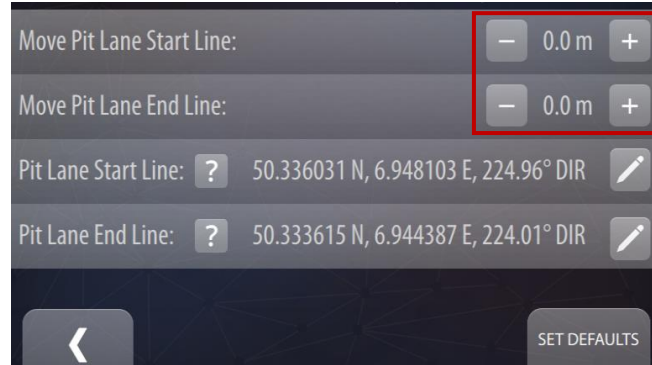 Move Pit Lane Start Line: − 0.0 m +
Move Pit Lane End Line: − 0.0 m +
Pit Lane Start Line: ? 50.336031 N, 6.948103 E, 224.96° DIR
Pit Lane End Line: ? 50.333615 N, 6.944387 E, 224.01° DIR
SET DEFAULTS